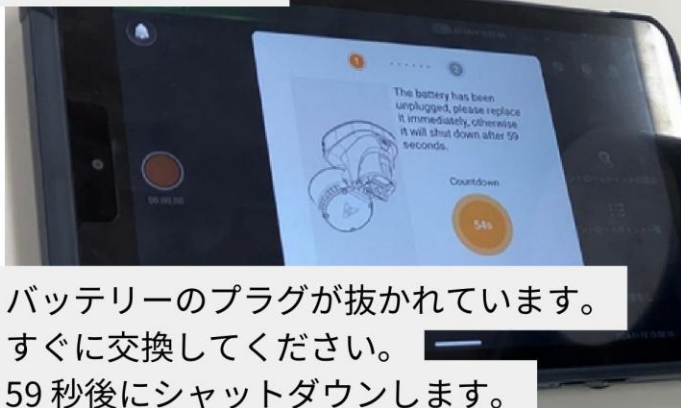 1
2
The battery has been
unplugged, please replace
it immediately, otherwise
it will shut down after 59
seconds.
Countdown
54s
00:00:00
バッテリーのプラグが抜かれています。
すぐに交換してください。
59 秒後にシャットダウンします。